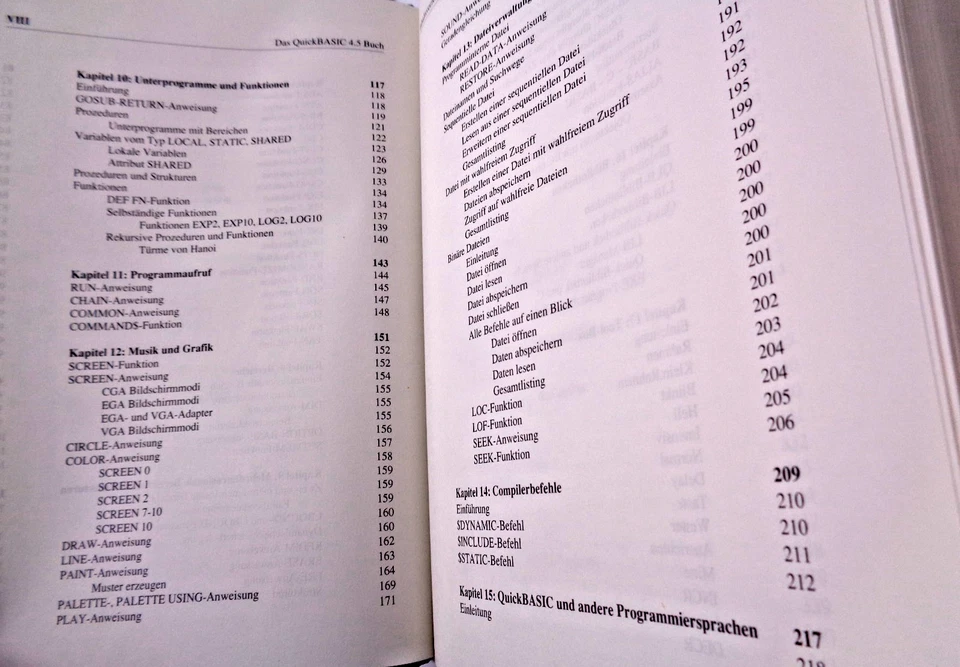 VIII
Das QuickBASIC 4.5 Buch
Kapitel 10: Unterprogramme und Funktionen 117
Einführung 118
GOSUB-RETURN-Anweisung 118
Prozeduren 119
Unterprogramme mit Bereichen 121
Variablen vom Typ LOCAL, STATIC, SHARED 122
Lokale Variablen 123
Attribut SHARED 126
Prozeduren und Strukturen 129
Funktionen 133
DEF FN-Funktion 134
Selbständige Funktionen 134
Funktionen EXP2, EXP10, LOG2, LOG10 137
Rekursive Prozeduren und Funktionen 139
Türme von Hanoi 140
Kapitel 11: Programmaufruf 143
RUN-Anweisung 144
CHAIN-Anweisung 145
COMMON-Anweisung 147
COMMANDS-Funktion 148
Kapitel 12: Musik und Grafik 151
SCREEN-Funktion 152
SCREEN-Anweisung 152
CGA Bildschirmmodi 154
EGA Bildschirmmodi 155
EGA- und VGA-Adapter 155
VGA Bildschirmmodi 155
CIRCLE-Anweisung 156
COLOR-Anweisung 157
SCREEN 0 158
SCREEN 1 159
SCREEN 2 159
SCREEN 7-10 159
SCREEN 10 160
DRAW-Anweisung 160
LINE-Anweisung 162
PAINT-Anweisung 163
Muster erzeugen 164
PALETTE-, PALETTE USING-Anweisung 169
PLAY-Anweisung 171
SOUND-Anwe
Geradengleichung
Kapitel 13: Dateiverwaltung
Programminterne Datei
READ-DATA-Anweisung
RESTORE-Anweisung
Dateinamen und Suchwege
Sequentielle Datei
Erstellen einer sequentiellen Datei
Lesen aus einer sequentiellen Datei
Erweitern einer sequentiellen Datei
Gesamtlisting
Datei mit wahlfreiem Zugriff 191
Erstellen einer Datei mit wahlfreiem Zugriff 192
Dateien abspeichern 192
Zugriff auf wahlfreie Dateien 193
Gesamtlisting 195
Binäre Dateien 199
Einleitung 199
Datei öffnen 200
Datei lesen 200
Datei abspeichern 200
Datei schließen 200
Alle Befehle auf einen Blick 200
Datei öffnen 201
Daten abspeichern 201
Daten lesen 202
Gesamtlisting 203
LOC-Funktion 204
LOF-Funktion 204
SEEK-Anweisung 205
SEEK-Funktion 206
Kapitel 14: Compilerbefehle 209
Einführung 210
$DYNAMIC-Befehl 210
$INCLUDE-Befehl 211
$STATIC-Befehl 212
Kapitel 15: QuickBASIC und andere Programmiersprachen 217
Einleitung 218